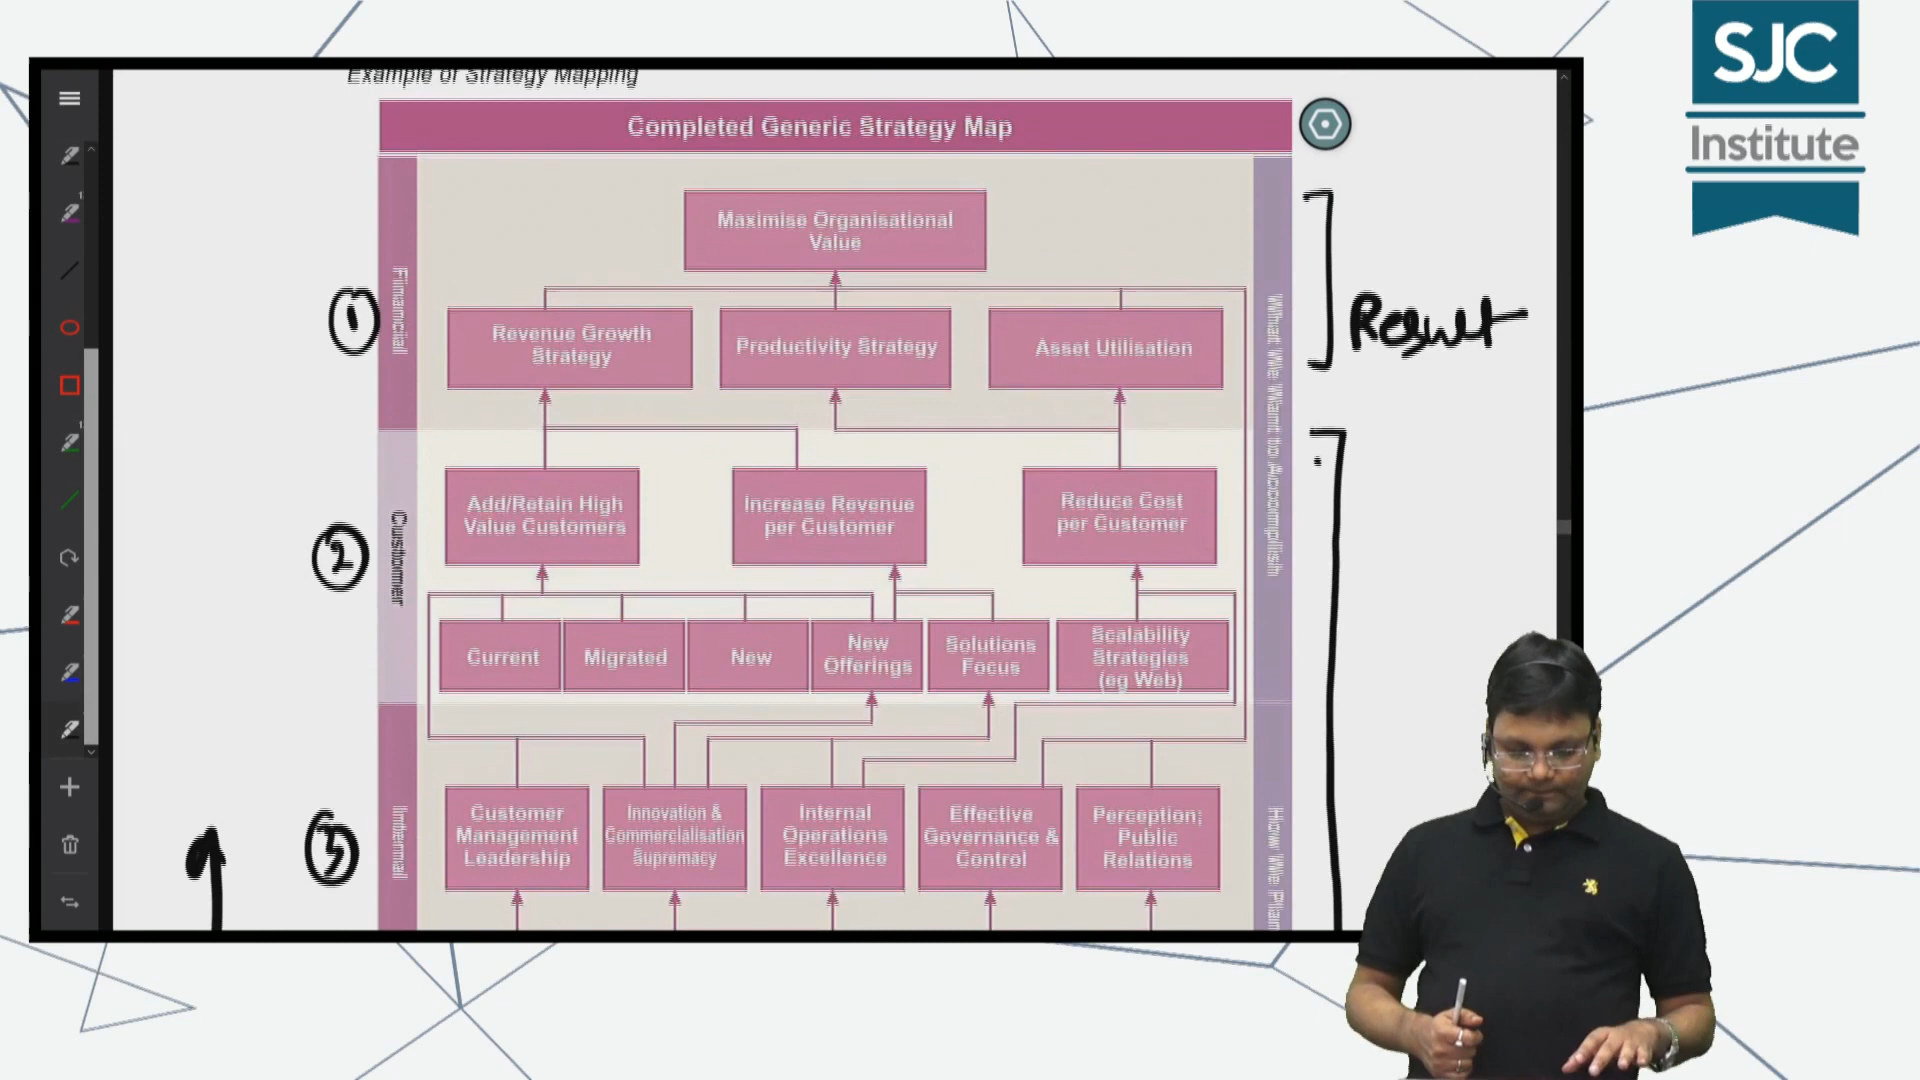 Example of Strategy Mapping
Completed Generic Strategy Map
SJC
Institute
Maximise Organisational
Value
Financial
1
Revenue Growth
Strategy
Productivity Strategy
Asset Utilisation
What We Want to Accomplish
Result
Customer
2
Add/Retain High
Value Customers
Increase Revenue
per Customer
Reduce Cost
per Customer
Current
Migrated
New
New
Offerings
Solutions
Focus
Scalability
Strategies
(eg Web)
Internal
3
Customer
Management
Leadership
Innovation &
Commercialisation
Supremacy
Internal
Operations
Excellence
Effective
Governance &
Control
Perception;
Public
Relations
How We Plan